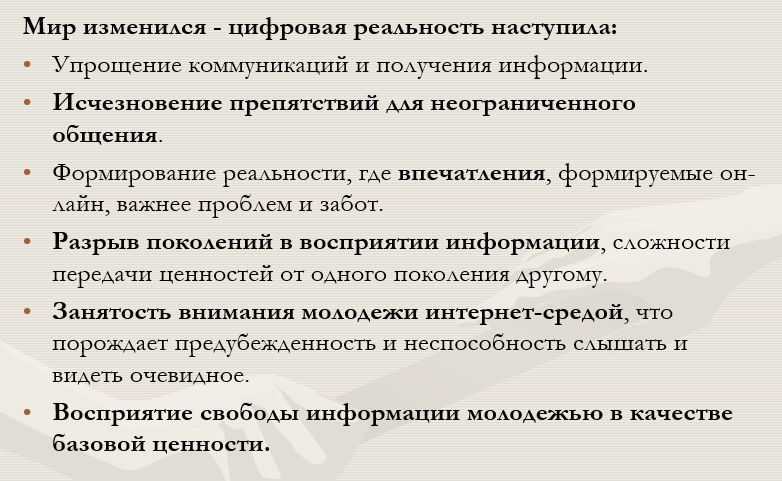 Мир изменился - цифровая реальность наступила:
• Упрощение коммуникаций и получения информации.
• Исчезновение препятствий для неограниченного
общения.
• Формирование реальности, где впечатления, формируемые он-
лайн, важнее проблем и забот.
• Разрыв поколений в восприятии информации, сложности
передачи ценностей от одного поколения другому.
• Занятость внимания молодежи интернет-средой, что
порождает предубежденность и неспособность слышать и
видеть очевидное.
• Восприятие свободы информации молодежью в качестве
базовой ценности.